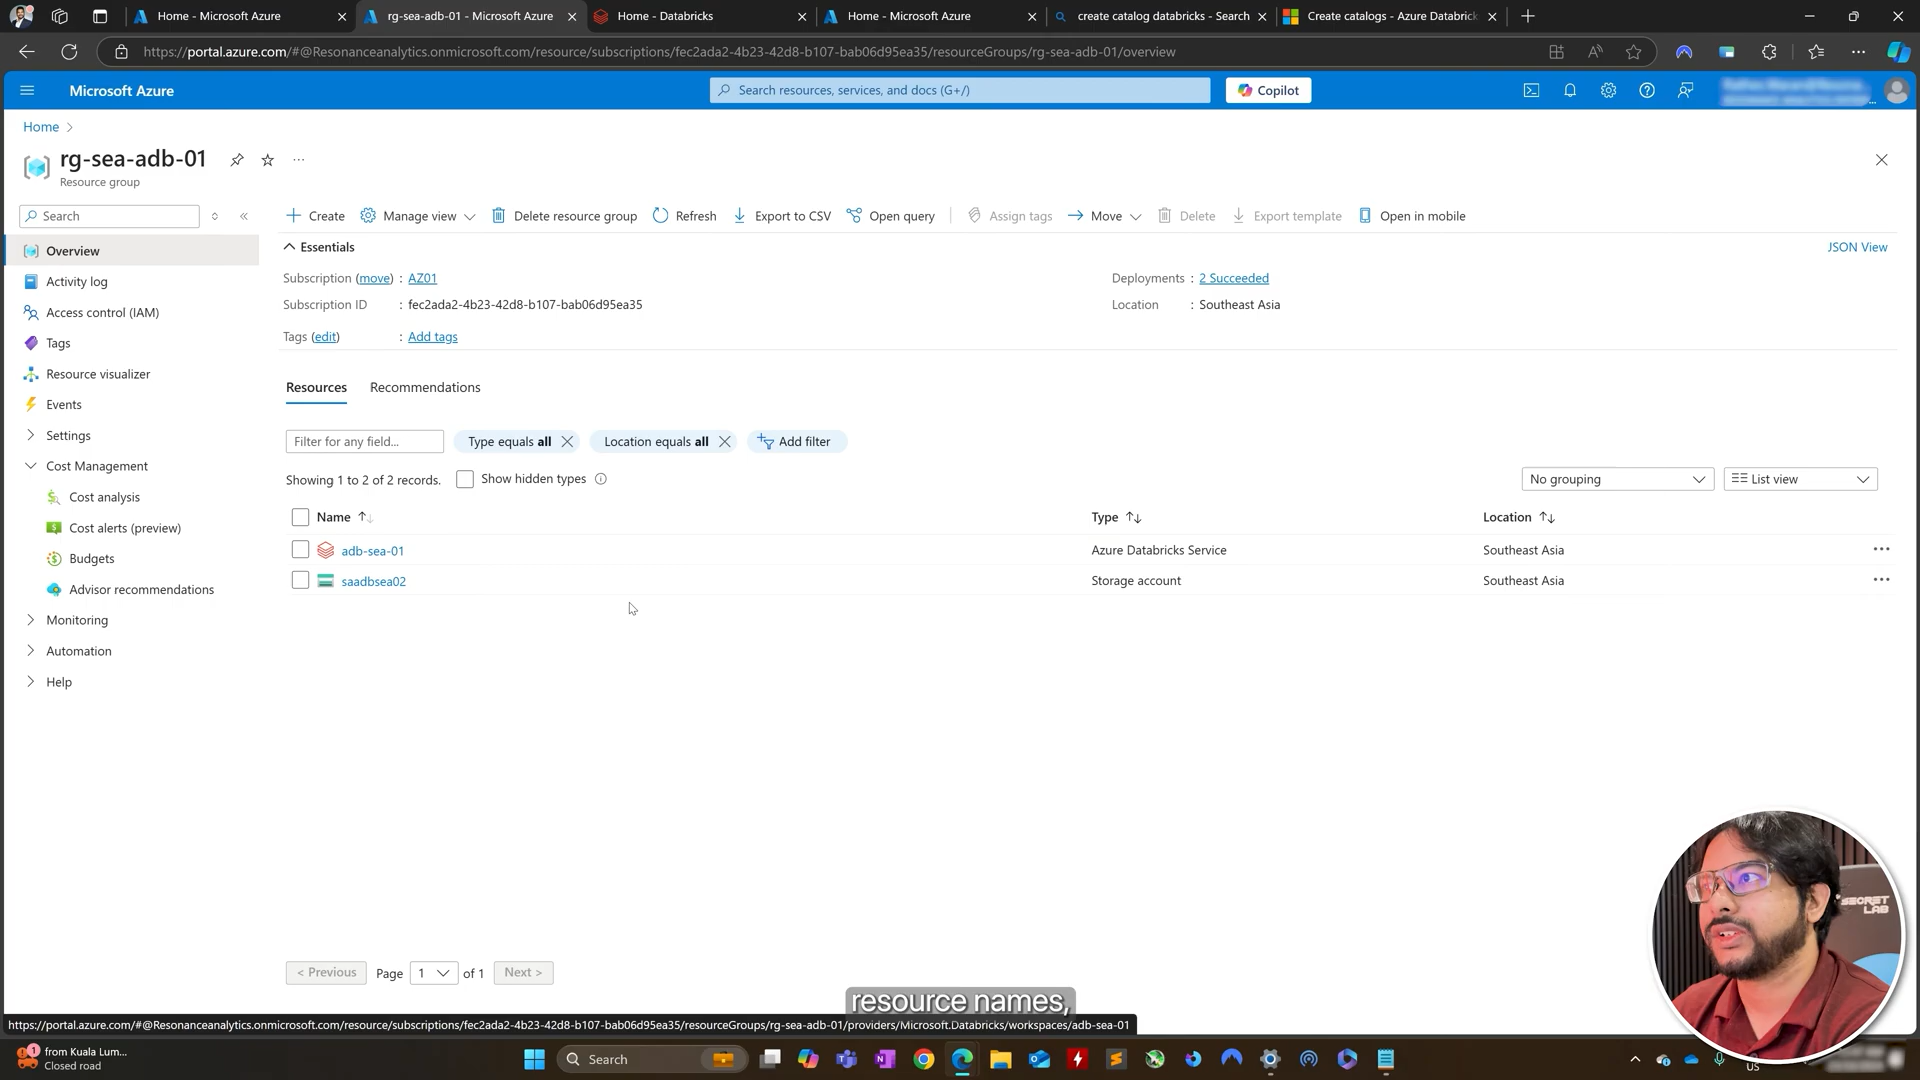 Home - Microsoft Azure
rg-sea-adb-01 - Microsoft Azure
Home - Databricks
Home - Microsoft Azure
create catalog databricks - Search
Create catalogs - Azure Databrick
https://portal.azure.com/#@Resonanceanalytics.onmicrosoft.com/resource/subscriptions/fec2ada2-4b23-42d8-b107-bab06d95ea35/resourceGroups/rg-sea-adb-01/overview
Microsoft Azure
Search resources, services, and docs (G+/)
Copilot
Home
rg-sea-adb-01
Resource group
Search
Create
Manage view
Delete resource group
Refresh
Export to CSV
Open query
Assign tags
Move
Delete
Export template
Open in mobile
Overview
Activity log
Access control (IAM)
Tags
Resource visualizer
Events
Settings
Cost Management
Cost analysis
Cost alerts (preview)
Budgets
Advisor recommendations
Monitoring
Automation
Help
Essentials
JSON View
Subscription (move) : AZ01
Deployments : 2 Succeeded
Subscription ID : fec2ada2-4b23-42d8-b107-bab06d95ea35
Location : Southeast Asia
Tags (edit) : Add tags
Resources
Recommendations
Filter for any field...
Type equals all
Location equals all
Add filter
Showing 1 to 2 of 2 records.
Show hidden types
No grouping
List view
Name
Type
Location
adb-sea-01
Azure Databricks Service
Southeast Asia
saadbsea02
Storage account
Southeast Asia
< Previous
Page 1 of 1
Next >
SECRET
LAB
resource names,
https://portal.azure.com/#@Resonanceanalytics.onmicrosoft.com/resource/subscriptions/fec2ada2-4b23-42d8-b107-bab06d95ea35/resourceGroups/rg-sea-adb-01/providers/Microsoft.Databricks/workspaces/adb-sea-01
1
from Kuala Lum...
Closed road
Search
US